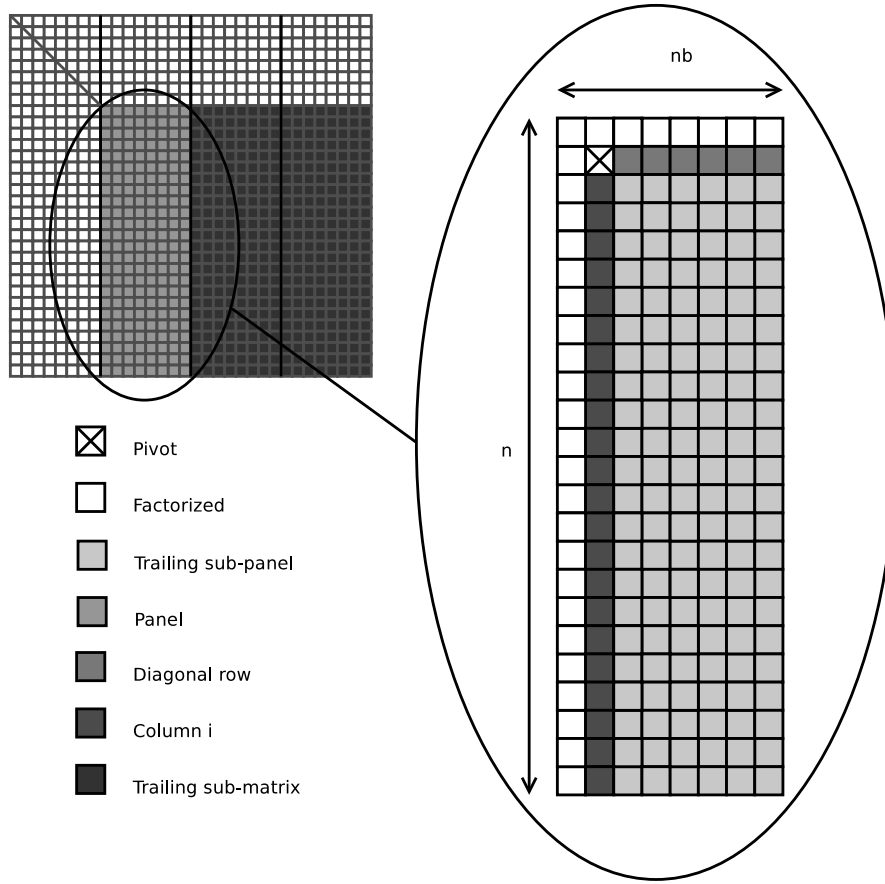 nb
n
Pivot
Factorized
Trailing sub-panel
Panel
Diagonal row
Column i
Trailing sub-matrix